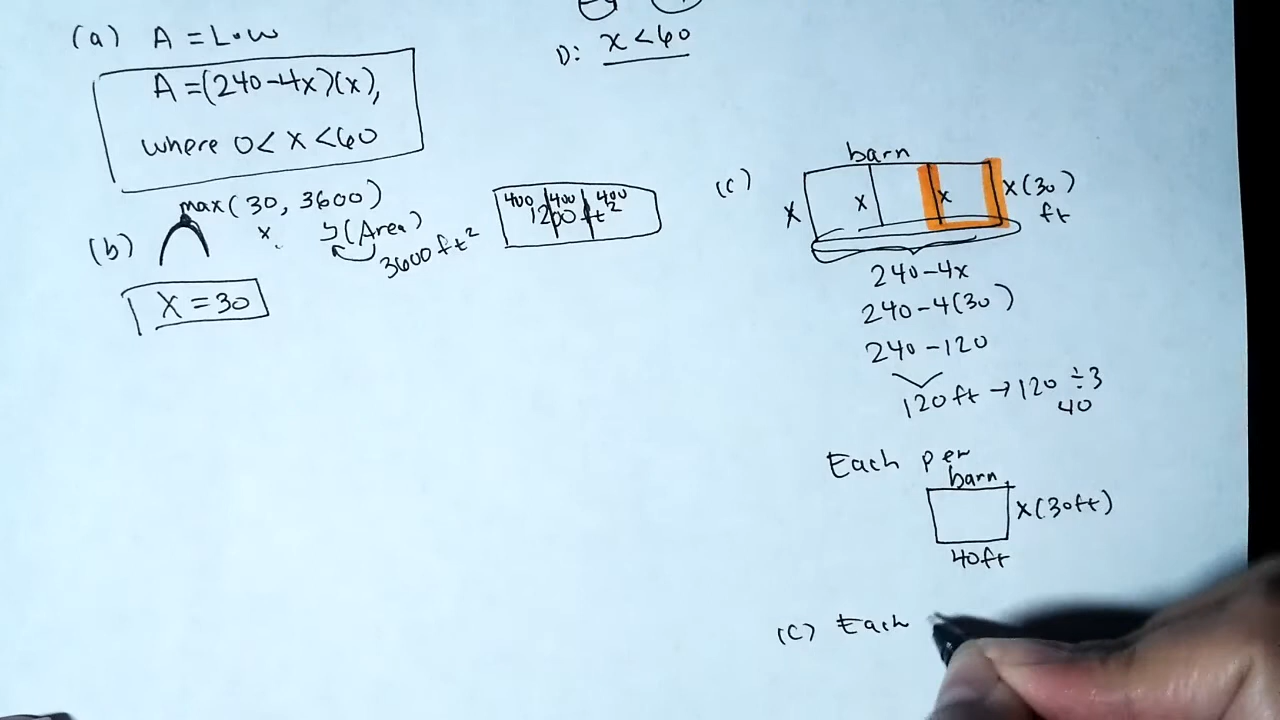 (a) A = L·W
A = (240-4x)(x),
where 0 < x < 60
D: x < 60
max (30, 3600)
x, y (Area)
3600 ft²
(b)
x = 30
400 400 400
1200 ft²
(c)
barn
x x x x (30) ft
240-4x
240-4(30)
240-120
120 ft → 120 ÷ 3
40
Each pen
barn
x (30ft)
40ft
(c) Each